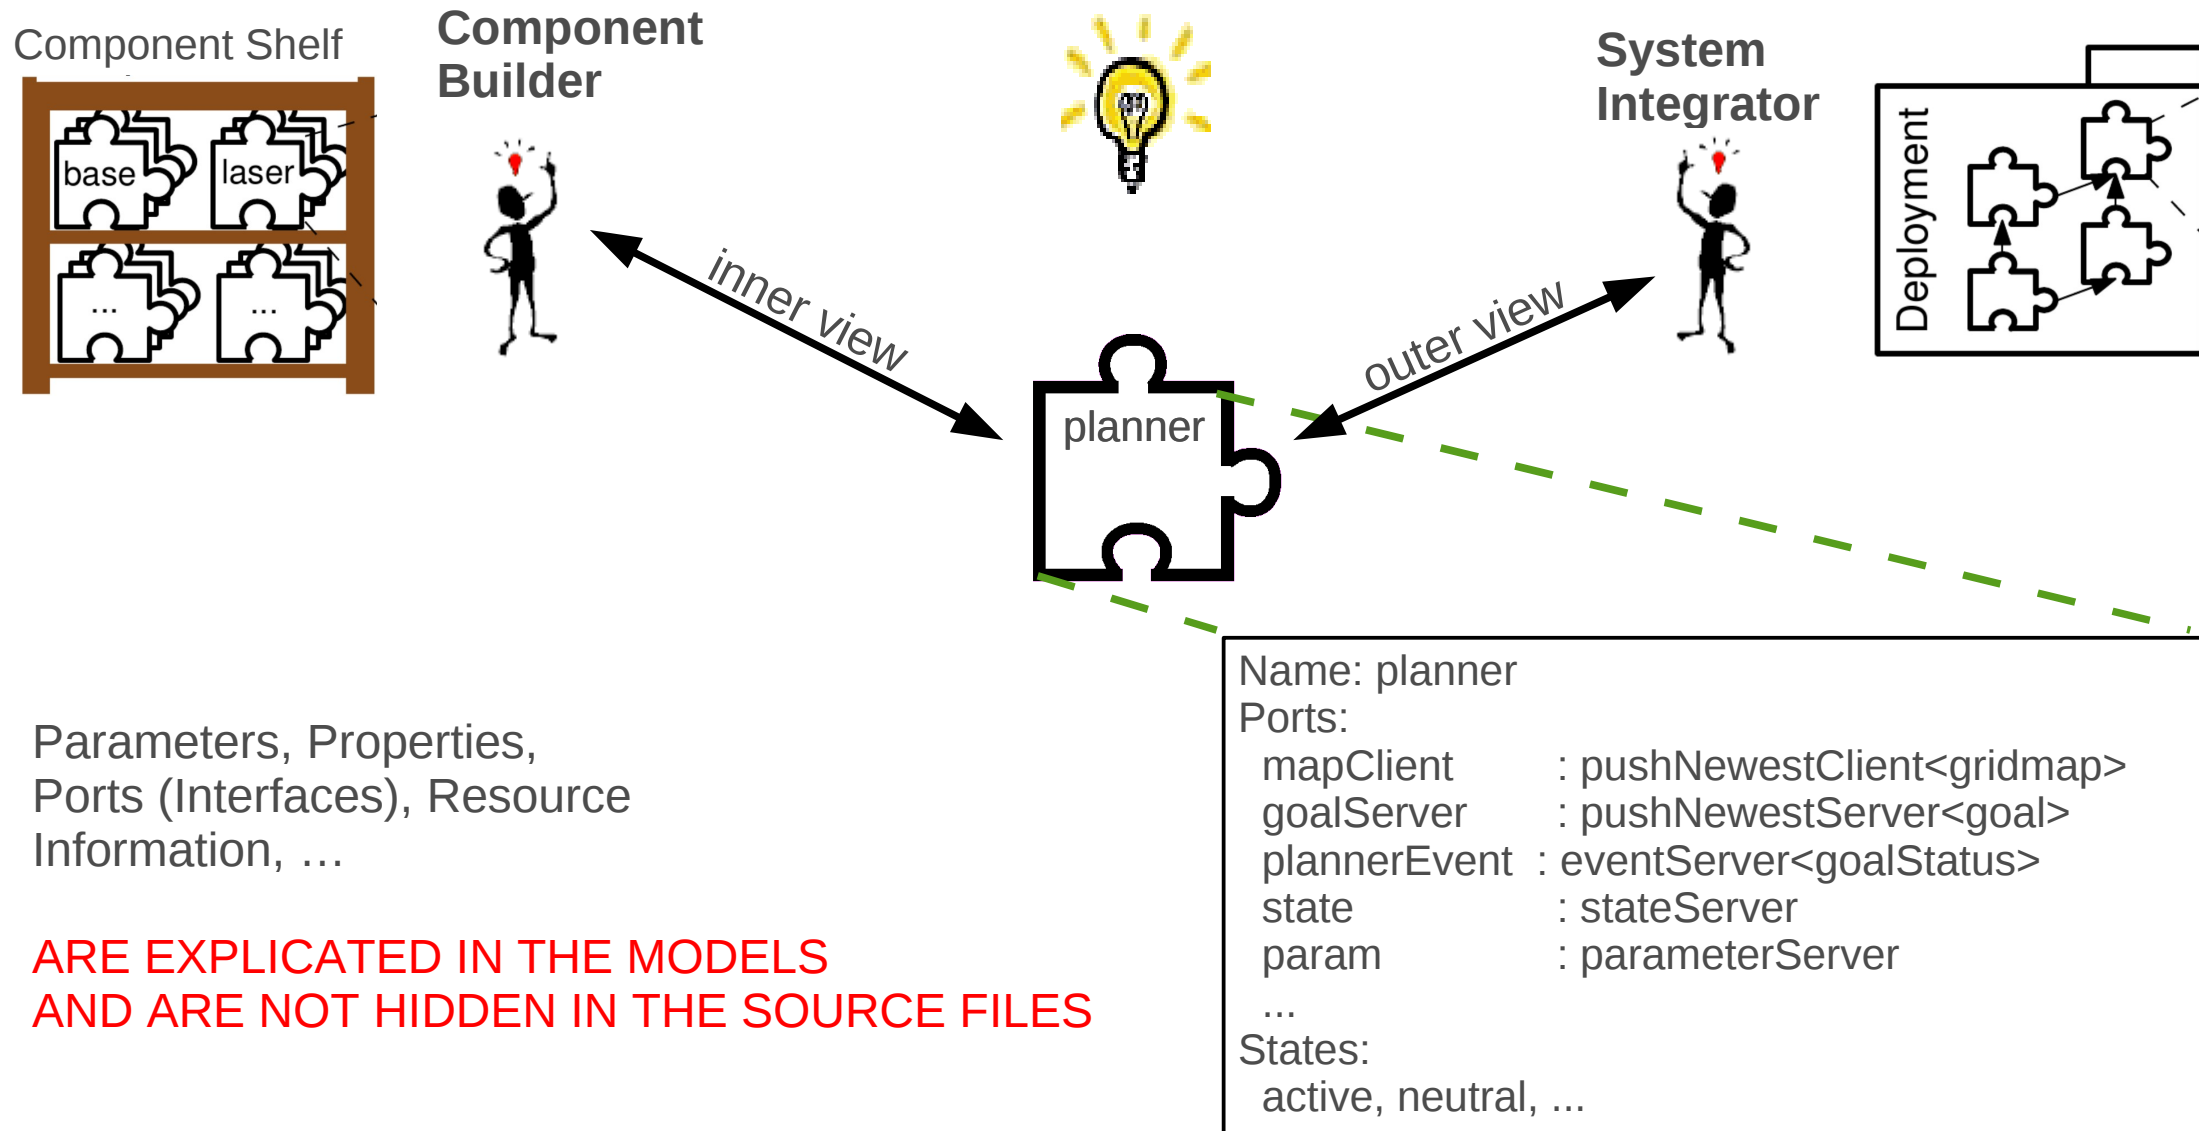 Component Shelf
Component
Builder
System
Integrator
base
laser
...
...
Deployment
inner view
outer view
planner
Parameters, Properties,
Ports (Interfaces), Resource
Information, …
ARE EXPLICATED IN THE MODELS
AND ARE NOT HIDDEN IN THE SOURCE FILES
Name: planner
Ports:
mapClient : pushNewestClient<gridmap>
goalServer : pushNewestServer<goal>
plannerEvent : eventServer<goalStatus>
state : stateServer
param : parameterServer
...
States:
active, neutral, ...